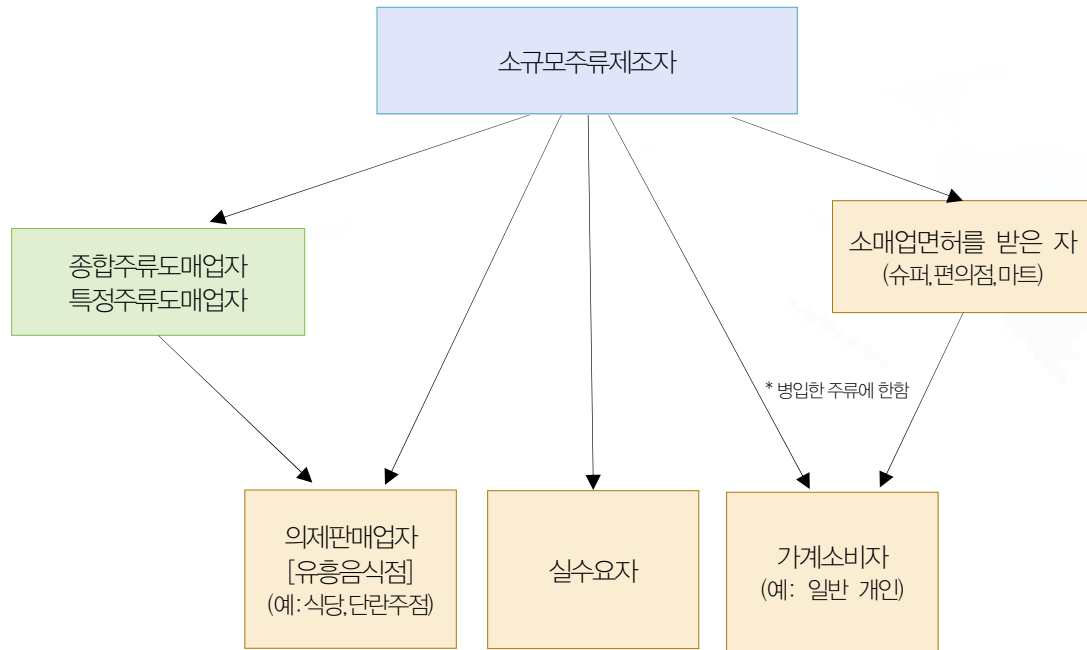 소규모주류제조자
종합주류도매업자
특정주류도매업자
소매업면허를 받은 자
(슈퍼,편의점,마트)
* 병입한 주류에 한함
의제판매업자
[유흥음식점]
(예:식당,단란주점)
실수요자
가계소비자
(예: 일반 개인)